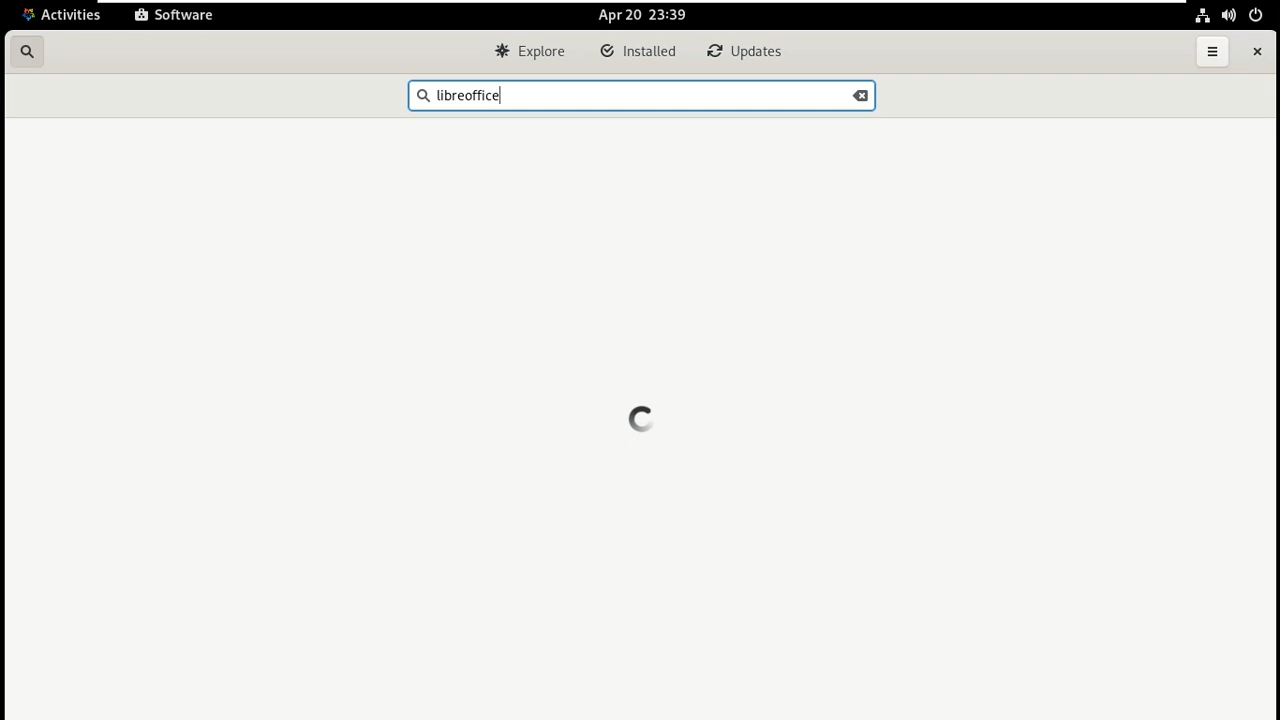 Activities
Software
Apr 20 23:39
Explore
Installed
Updates
libreoffice